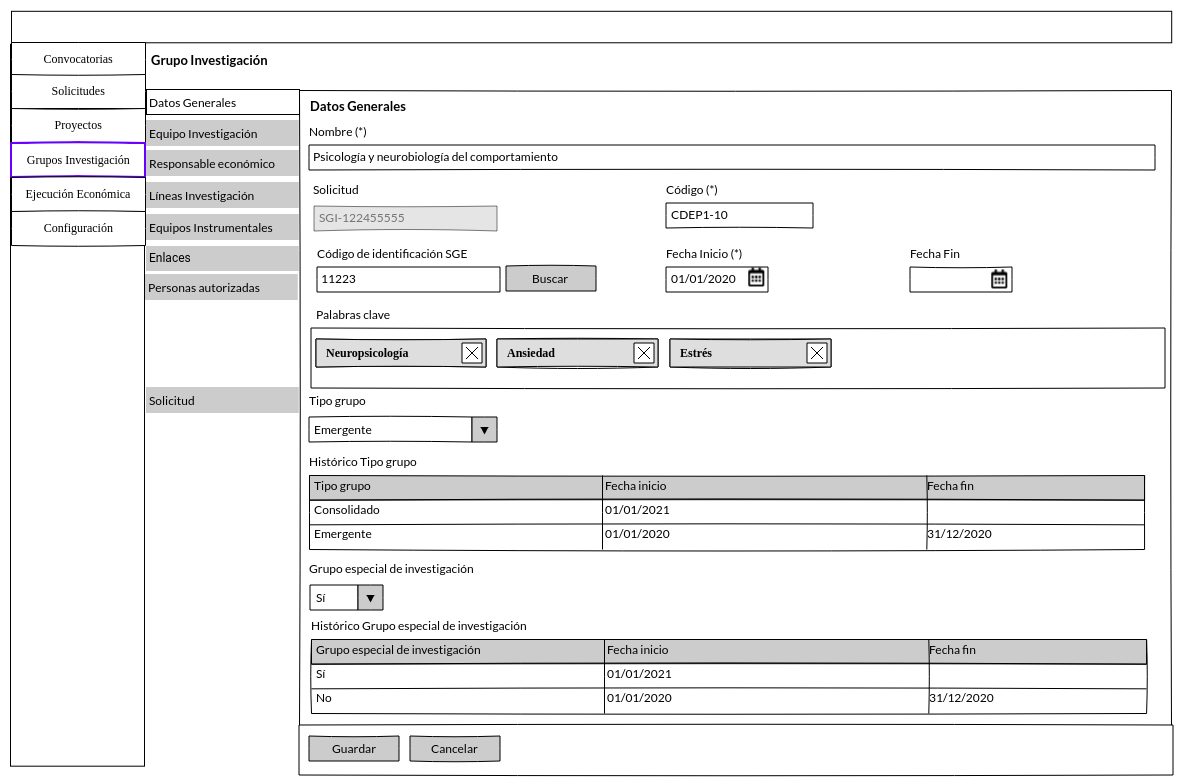 Convocatorias
Solicitudes
Proyectos
Grupos Investigación
Ejecución Económica
Configuración
Grupo Investigación
Datos Generales
Equipo Investigación
Responsable económico
Líneas Investigación
Equipos Instrumentales
Enlaces
Personas autorizadas
Solicitud
Datos Generales
Nombre (*)
Psicología y neurobiología del comportamiento
Solicitud Código (*)
SGI-122455555 CDEP1-10
Código de identificación SGE Fecha Inicio (*) Fecha Fin
11223 Buscar 01/01/2020
Palabras clave
Neuropsicología Ansiedad Estrés
Tipo grupo
Emergente
Histórico Tipo grupo
Tipo grupo Fecha inicio Fecha fin
Consolidado 01/01/2021
Emergente 01/01/2020 31/12/2020
Grupo especial de investigación
Sí
Histórico Grupo especial de investigación
Grupo especial de investigación Fecha inicio Fecha fin
Sí 01/01/2021
No 01/01/2020 31/12/2020
Guardar Cancelar